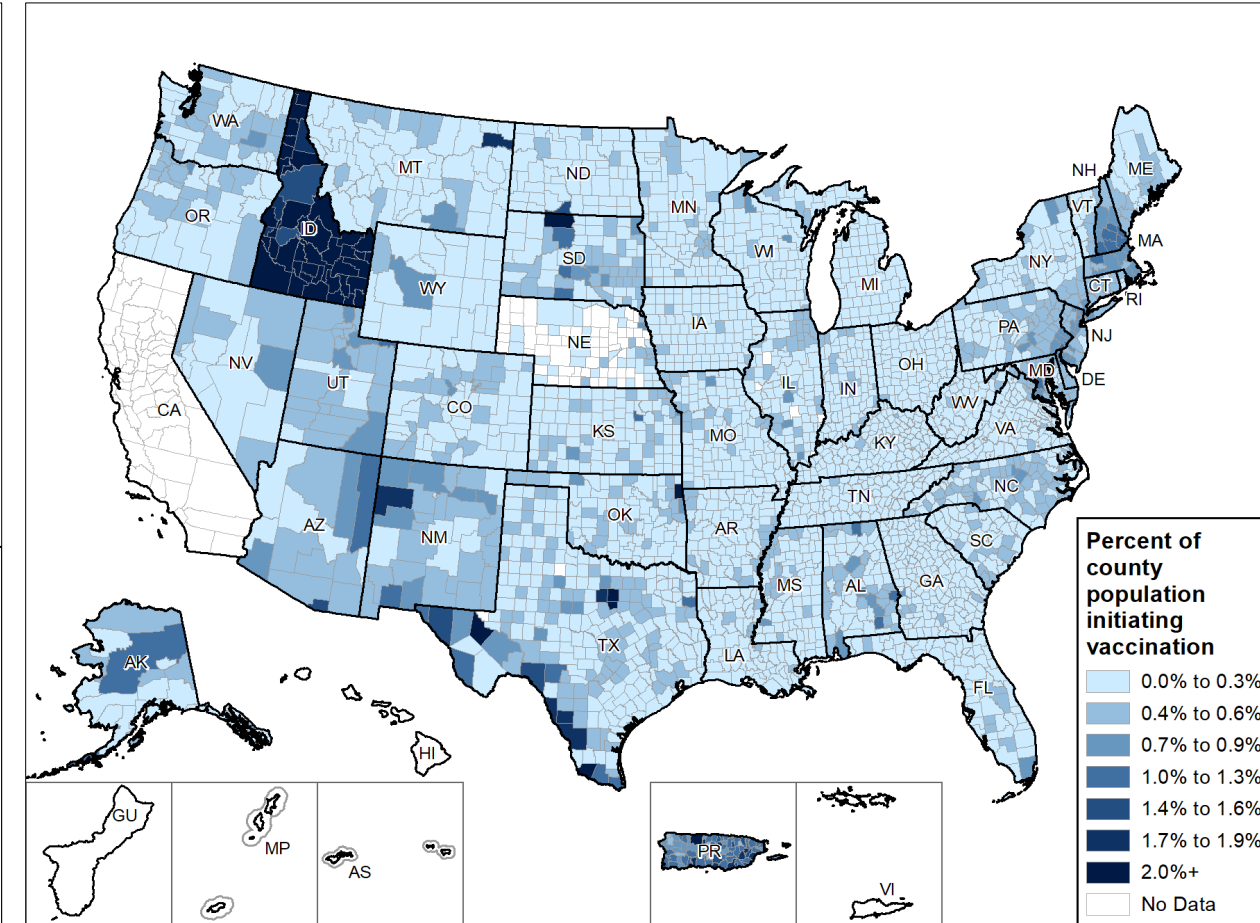 WA
MT
ND
MN
OR
ID
SD
WI
MI
NH
ME
VT
MA
NY
CT
RI
WY
NE
IA
PA
NJ
NV
UT
CO
CA
KS
MO
IL
IN
OH
MD
DE
WV
VA
KY
AZ
NM
OK
AR
TN
NC
SC
MS
AL
GA
TX
LA
FL
AK
HI
GU
MP
AS
PR
VI
Percent of
county
population
initiating
vaccination
0.0% to 0.3%
0.4% to 0.6%
0.7% to 0.9%
1.0% to 1.3%
1.4% to 1.6%
1.7% to 1.9%
2.0%+
No Data